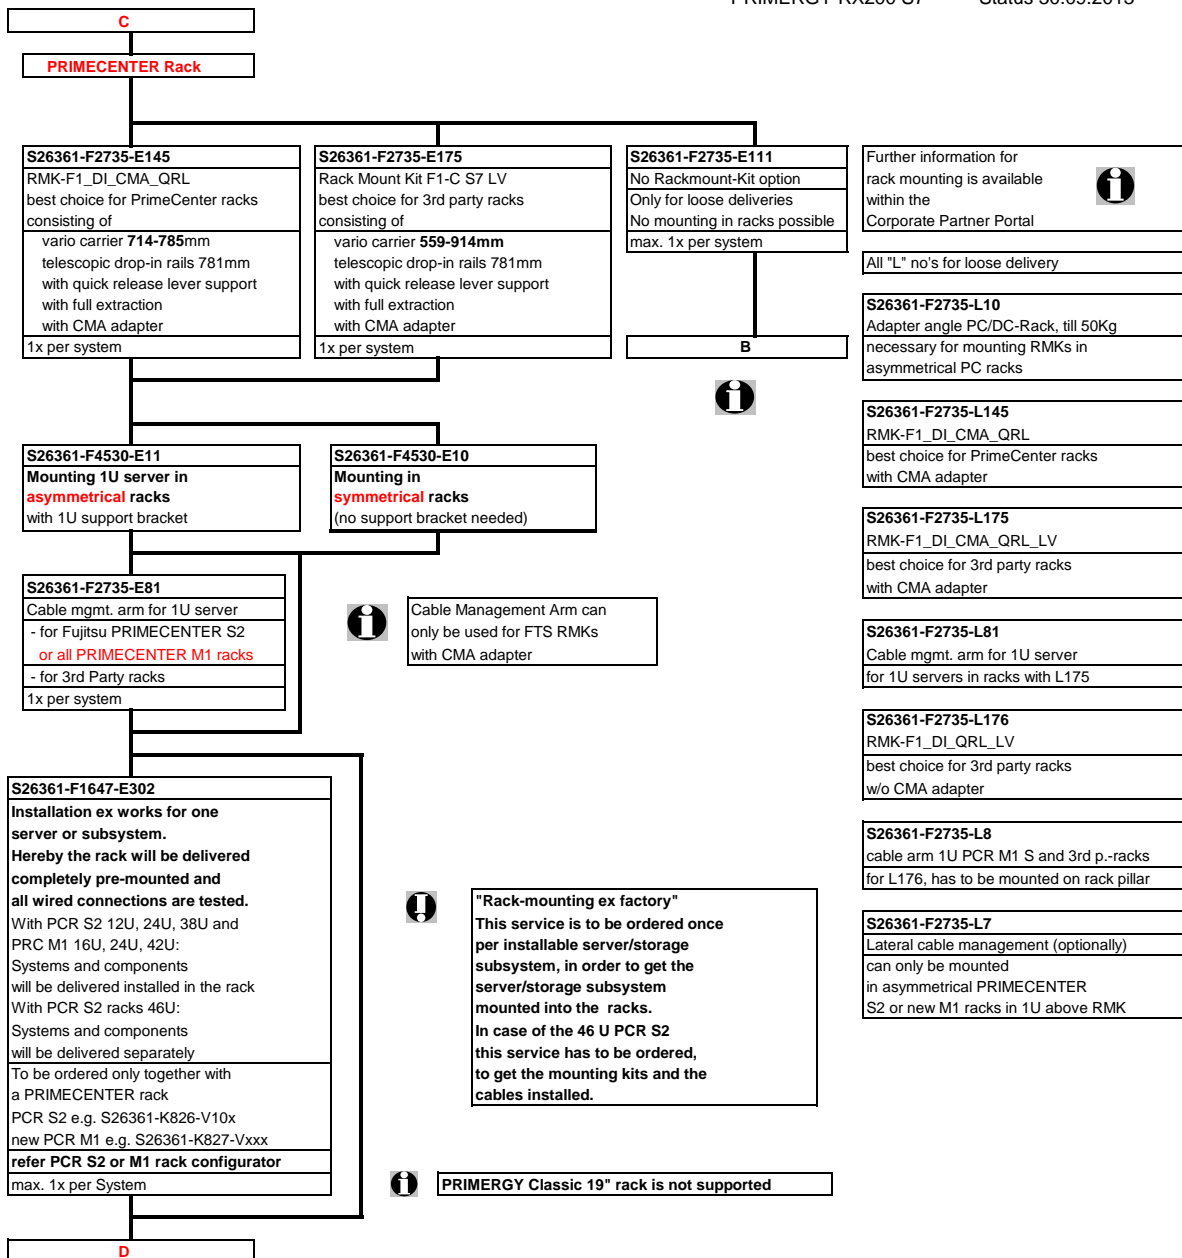 PRIMERGY RX200 S7 Status 30.09.2013
C
PRIMECENTER Rack
S26361-F2735-E145
RMK-F1_DI_CMA_QRL
best choice for PrimeCenter racks
consisting of
vario carrier 714-785mm
telescopic drop-in rails 781mm
with quick release lever support
with full extraction
with CMA adapter
1x per system
S26361-F2735-E175
Rack Mount Kit F1-C S7 LV
best choice for 3rd party racks
consisting of
vario carrier 559-914mm
telescopic drop-in rails 781mm
with quick release lever support
with full extraction
with CMA adapter
1x per system
S26361-F2735-E111
No Rackmount-Kit option
Only for loose deliveries
No mounting in racks possible
max. 1x per system
B
Further information for
rack mounting is available
within the
Corporate Partner Portal
All "L" no's for loose delivery
S26361-F2735-L10
Adapter angle PC/DC-Rack, till 50Kg
necessary for mounting RMKs in
asymmetrical PC racks
S26361-F2735-L145
RMK-F1_DI_CMA_QRL
best choice for PrimeCenter racks
with CMA adapter
S26361-F2735-L175
RMK-F1_DI_CMA_QRL_LV
best choice for 3rd party racks
with CMA adapter
S26361-F2735-L81
Cable mgmt. arm for 1U server
for 1U servers in racks with L175
S26361-F2735-L176
RMK-F1_DI_QRL_LV
best choice for 3rd party racks
w/o CMA adapter
S26361-F2735-L8
cable arm 1U PCR M1 S and 3rd p.-racks
for L176, has to be mounted on rack pillar
S26361-F2735-L7
Lateral cable management (optionally)
can only be mounted
in asymmetrical PRIMECENTER
S2 or new M1 racks in 1U above RMK
S26361-F4530-E11
Mounting 1U server in
asymmetrical racks
with 1U support bracket
S26361-F4530-E10
Mounting in
symmetrical racks
(no support bracket needed)
S26361-F2735-E81
Cable mgmt. arm for 1U server
- for Fujitsu PRIMECENTER S2
or all PRIMECENTER M1 racks
- for 3rd Party racks
1x per system
Cable Management Arm can
only be used for FTS RMKs
with CMA adapter
S26361-F1647-E302
Installation ex works for one
server or subsystem.
Hereby the rack will be delivered
completely pre-mounted and
all wired connections are tested.
With PCR S2 12U, 24U, 38U and
PRC M1 16U, 24U, 42U:
Systems and components
will be delivered installed in the rack
With PCR S2 racks 46U:
Systems and components
will be delivered separately
To be ordered only together with
a PRIMECENTER rack
PCR S2 e.g. S26361-K826-V10x
new PCR M1 e.g. S26361-K827-Vxxx
refer PCR S2 or M1 rack configurator
max. 1x per System
"Rack-mounting ex factory"
This service is to be ordered once
per installable server/storage
subsystem, in order to get the
server/storage subsystem
mounted into the racks.
In case of the 46 U PCR S2
this service has to be ordered,
to get the mounting kits and the
cables installed.
PRIMERGY Classic 19" rack is not supported
D